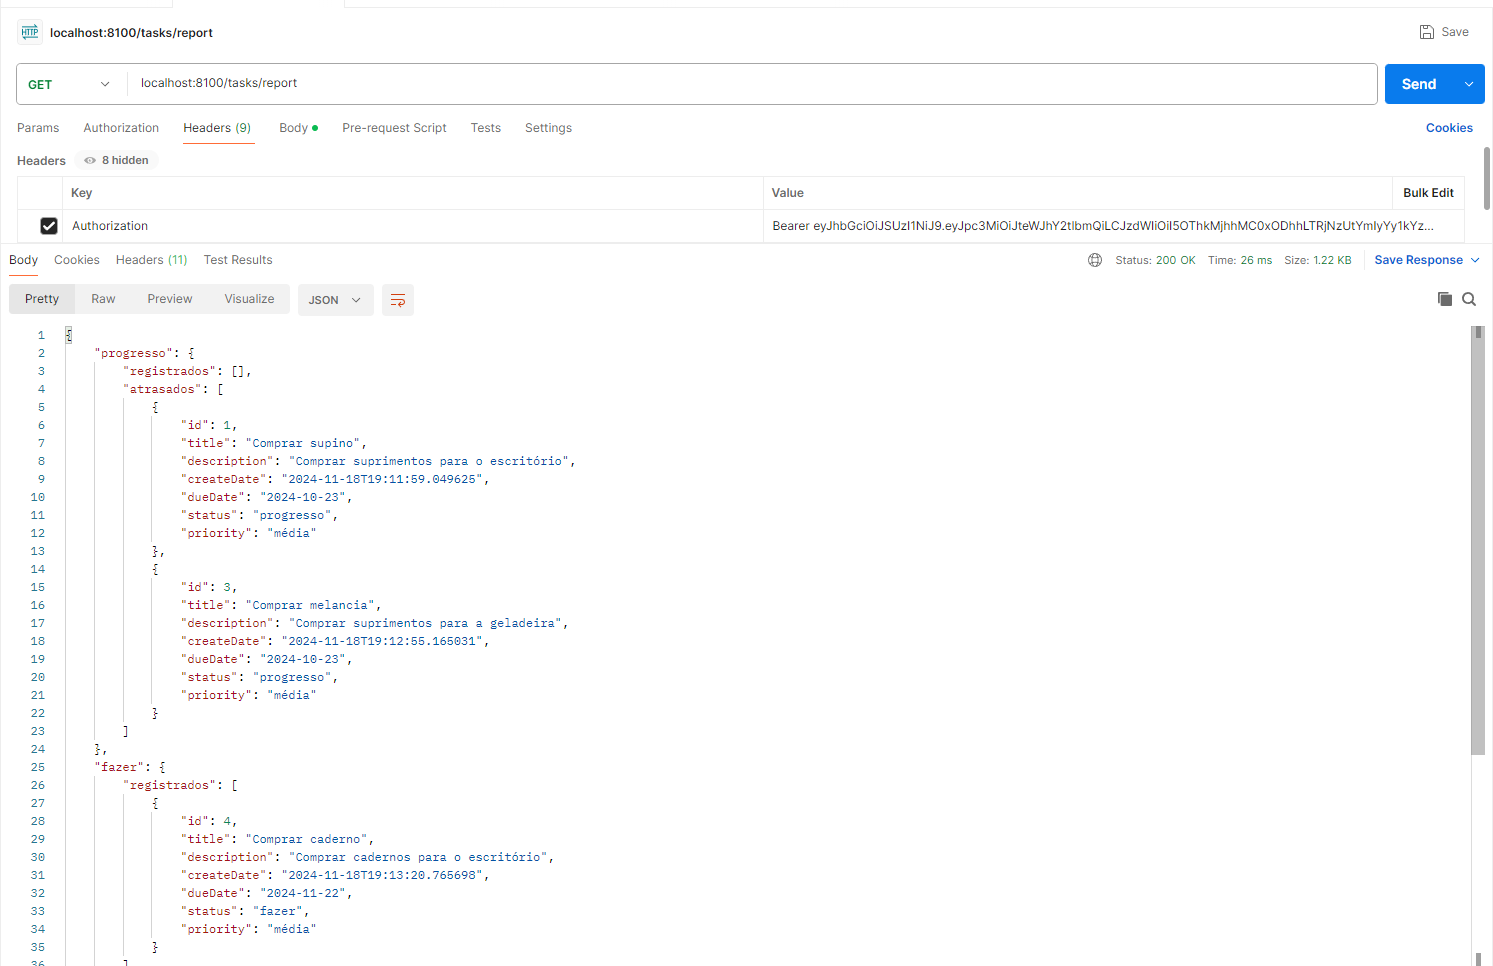 HTTP localhost:8100/tasks/report Save
GET localhost:8100/tasks/report Send
Params Authorization Headers (9) Body Pre-request Script Tests Settings Cookies
Headers 8 hidden
Key Value Bulk Edit
Authorization Bearer eyJhbGciOiJSUzI1NiJ9.eyJpc3MiOiJteWJhY2tlbmQiLCJzdWIiOiI5OThkMjhhMC0xODhhLTRjNzUtYmIyYy1kYz...
Body Cookies Headers (11) Test Results Status: 200 OK Time: 26 ms Size: 1.22 KB Save Response
Pretty Raw Preview Visualize JSON
1 {
2 "progresso": {
3 "registrados": [],
4 "atrasados": [
5 {
6 "id": 1,
7 "title": "Comprar supino",
8 "description": "Comprar suprimentos para o escritório",
9 "createDate": "2024-11-18T19:11:59.049625",
10 "dueDate": "2024-10-23",
11 "status": "progresso",
12 "priority": "média"
13 },
14 {
15 "id": 3,
16 "title": "Comprar melancia",
17 "description": "Comprar suprimentos para a geladeira",
18 "createDate": "2024-11-18T19:12:55.165031",
19 "dueDate": "2024-10-23",
20 "status": "progresso",
21 "priority": "média"
22 }
23 ]
24 },
25 "fazer": {
26 "registrados": [
27 {
28 "id": 4,
29 "title": "Comprar caderno",
30 "description": "Comprar cadernos para o escritório",
31 "createDate": "2024-11-18T19:13:20.765698",
32 "dueDate": "2024-11-22",
33 "status": "fazer",
34 "priority": "média"
35 }
36 ]